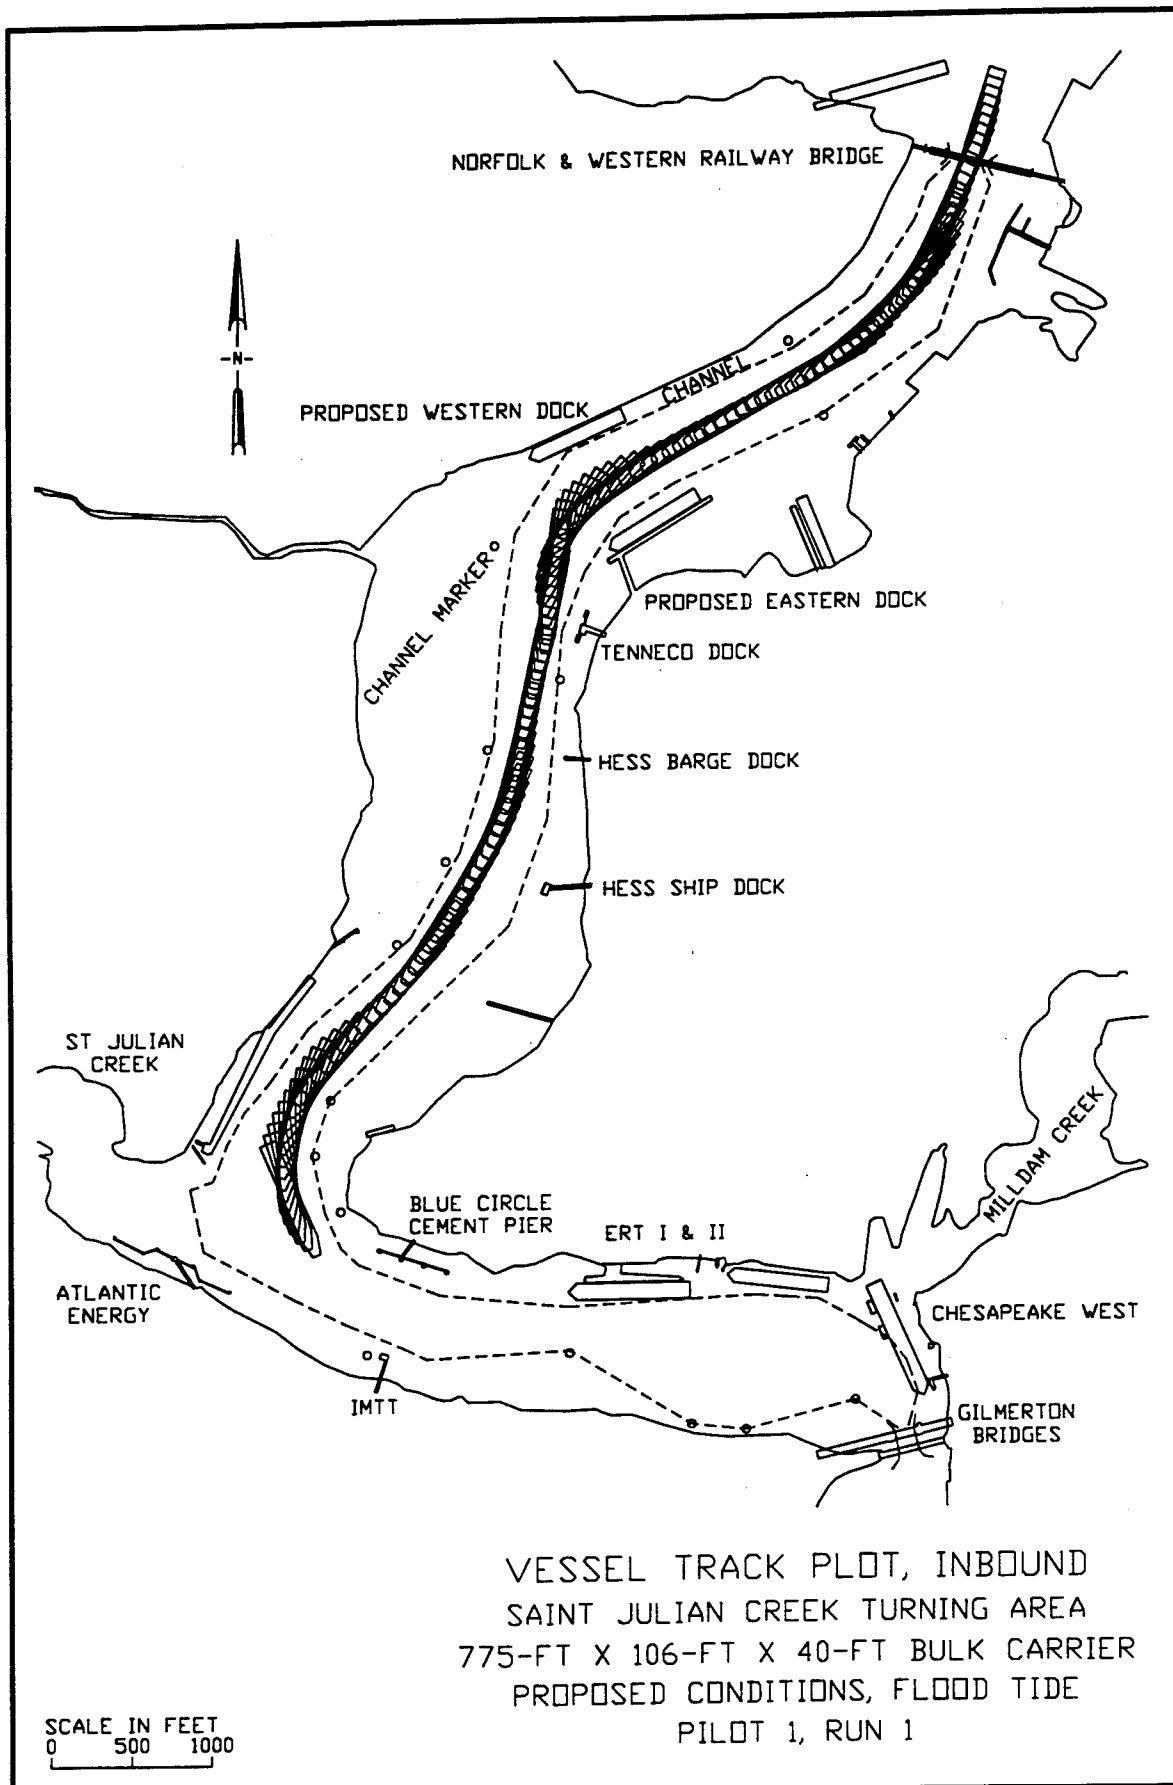 NORFOLK & WESTERN RAILWAY BRIDGE
-N-
CHANNEL
PROPOSED WESTERN DOCK
CHANNEL MARKER
PROPOSED EASTERN DOCK
TENNECO DOCK
HESS BARGE DOCK
HESS SHIP DOCK
ST JULIAN
CREEK
MILLDAM CREEK
BLUE CIRCLE
CEMENT PIER
ERT I & II
ATLANTIC
ENERGY
CHESAPEAKE WEST
IMTT
GILMERTON
BRIDGES
VESSEL TRACK PLOT, INBOUND
SAINT JULIAN CREEK TURNING AREA
775-FT X 106-FT X 40-FT BULK CARRIER
PROPOSED CONDITIONS, FLOOD TIDE
PILOT 1, RUN 1
SCALE IN FEET
0 500 1000